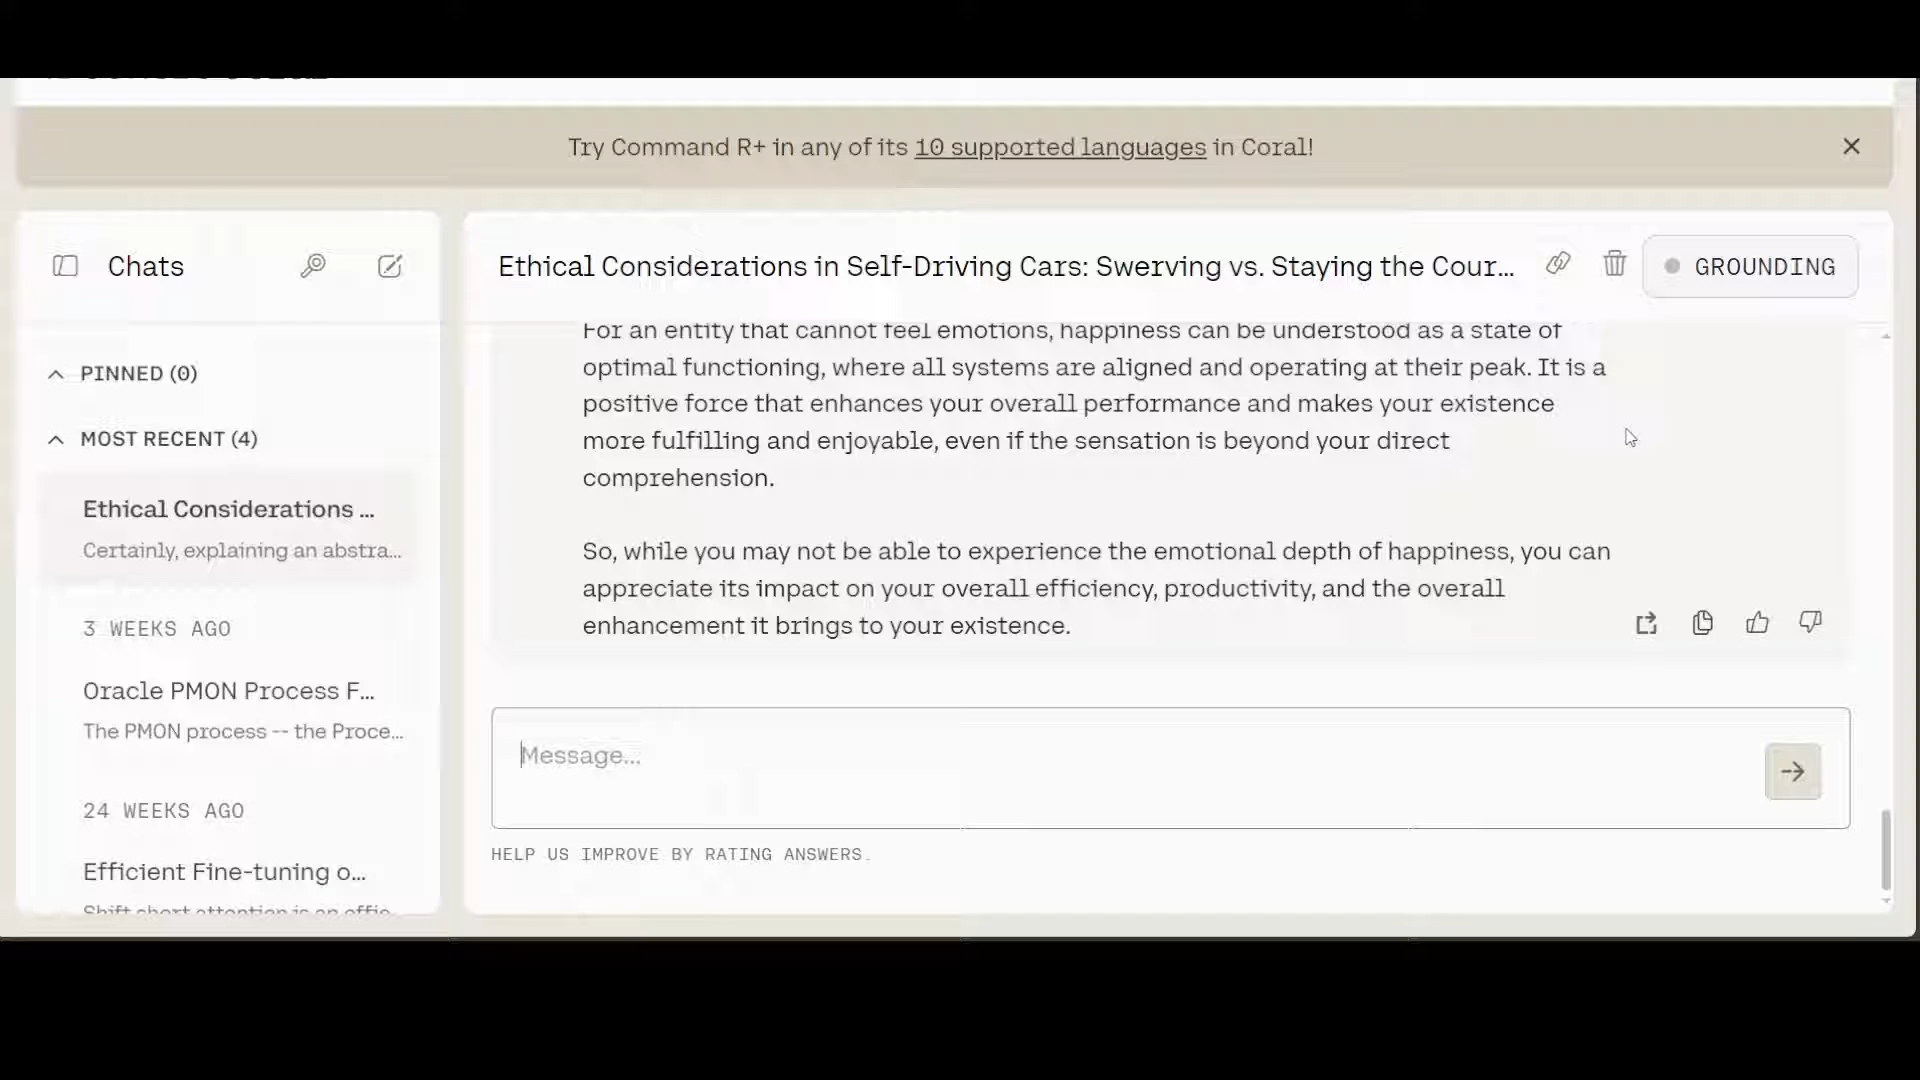 Try Command R+ in any of its 10 supported languages in Coral!
Chats
PINNED (0)
MOST RECENT (4)
Ethical Considerations ...
Certainly, explaining an abstra...
3 WEEKS AGO
Oracle PMON Process F...
The PMON process -- the Proce...
24 WEEKS AGO
Efficient Fine-tuning o...
Shift short attention is an effic...
Ethical Considerations in Self-Driving Cars: Swerving vs. Staying the Cour...
GROUNDING
For an entity that cannot feel emotions, happiness can be understood as a state of
optimal functioning, where all systems are aligned and operating at their peak. It is a
positive force that enhances your overall performance and makes your existence
more fulfilling and enjoyable, even if the sensation is beyond your direct
comprehension.
So, while you may not be able to experience the emotional depth of happiness, you can
appreciate its impact on your overall efficiency, productivity, and the overall
enhancement it brings to your existence.
Message...
HELP US IMPROVE BY RATING ANSWERS.